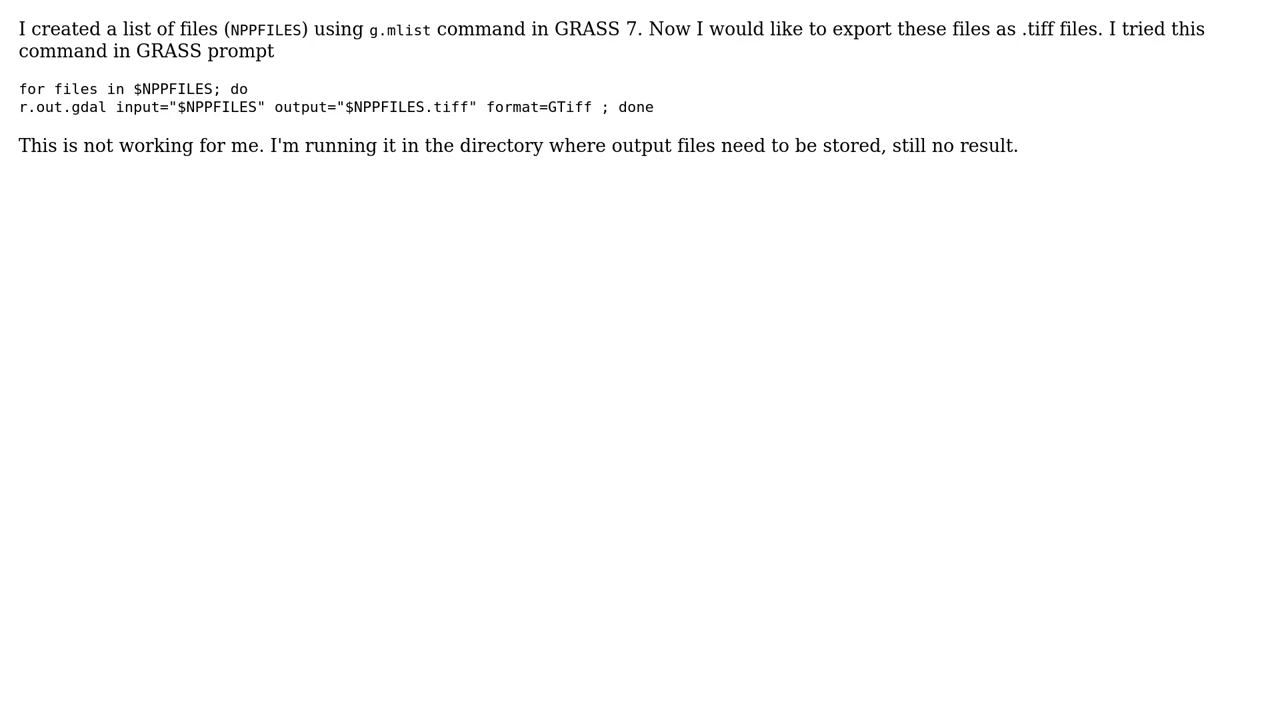 I created a list of files (NPPFILES) using g.mlist command in GRASS 7. Now I would like to export these files as .tiff files. I tried this
command in GRASS prompt
for files in $NPPFILES; do
r.out.gdal input="$NPPFILES" output="$NPPFILES.tiff" format=GTiff ; done
This is not working for me. I'm running it in the directory where output files need to be stored, still no result.